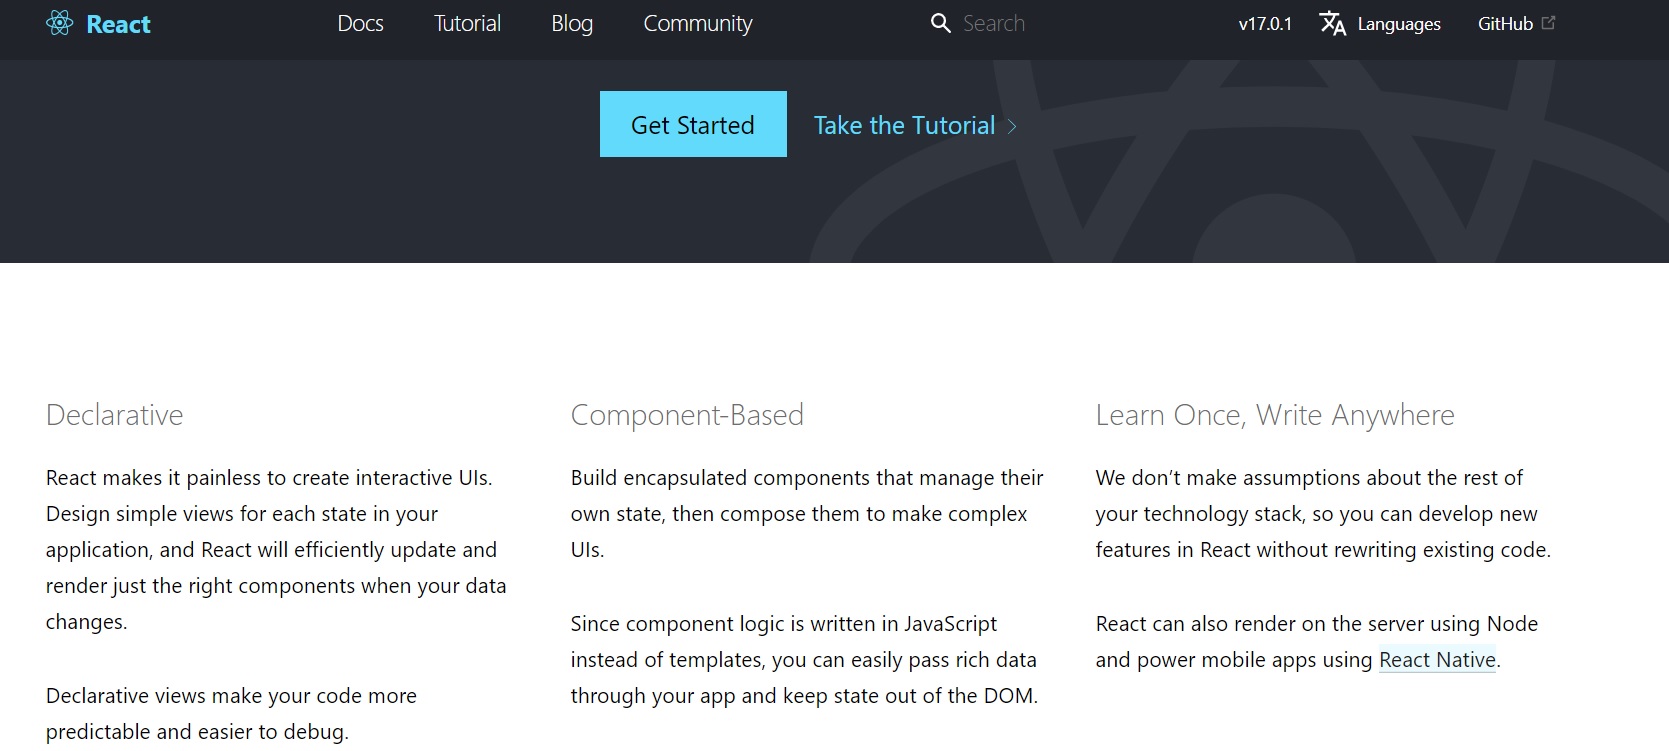 React
Docs
Tutorial
Blog
Community
Search
v17.0.1
Languages
GitHub
Get Started
Take the Tutorial
Declarative
React makes it painless to create interactive UIs.
Design simple views for each state in your
application, and React will efficiently update and
render just the right components when your data
changes.
Declarative views make your code more
predictable and easier to debug.
Component-Based
Build encapsulated components that manage their
own state, then compose them to make complex
UIs.
Since component logic is written in JavaScript
instead of templates, you can easily pass rich data
through your app and keep state out of the DOM.
Learn Once, Write Anywhere
We don’t make assumptions about the rest of
your technology stack, so you can develop new
features in React without rewriting existing code.
React can also render on the server using Node
and power mobile apps using React Native.